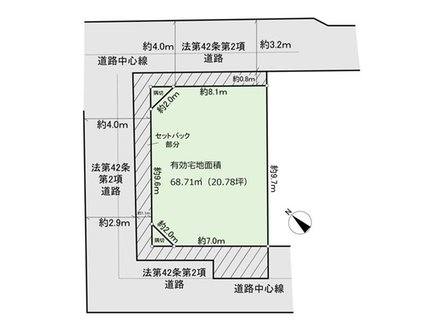 約4.0m
法第42条第2項
道路
約3.2m
道路中心線
約0.8m
隅切
約2.0m
約8.1m
約4.0m
セットバック
部分
法第42条
第2項
道路
有効宅地面積
68.71㎡（20.78坪）
約9.6m
約9.7m
約2.9m
約2.0m
隅切
約7.0m
法第42条第2項
道路
道路中心線
N